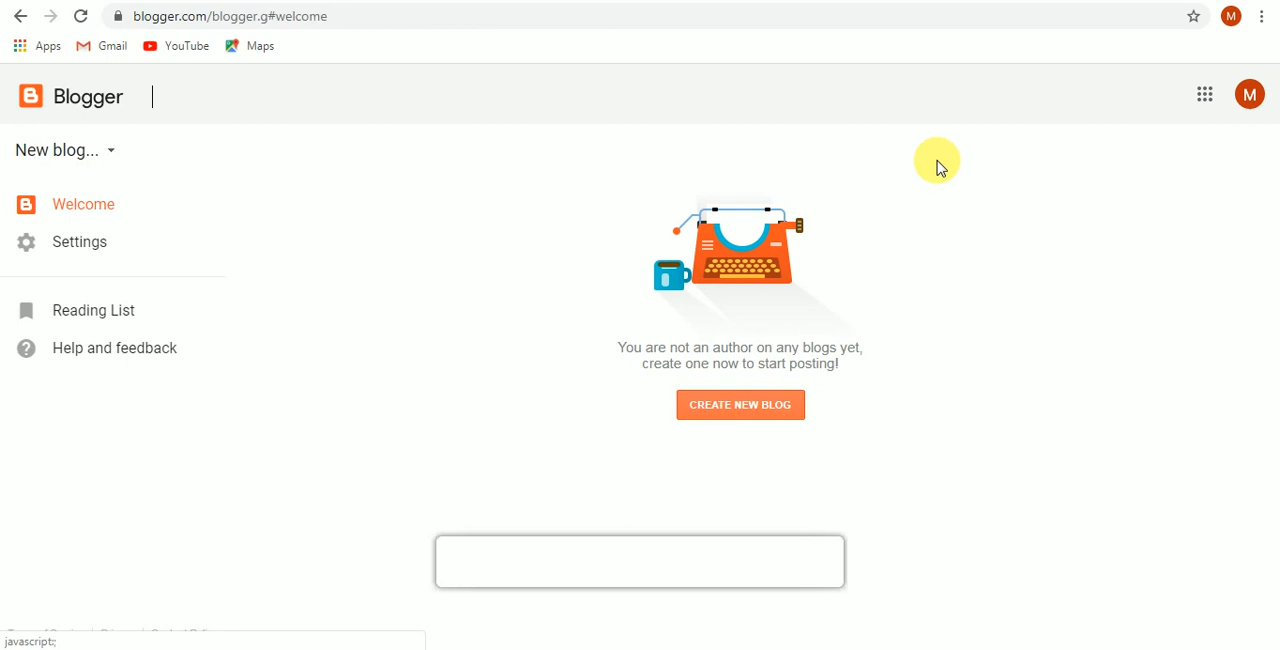 blogger.com/blogger.g#welcome
M
Apps
Gmail
YouTube
Maps
Blogger
M
New blog...
Welcome
Settings
Reading List
Help and feedback
You are not an author on any blogs yet,
create one now to start posting!
CREATE NEW BLOG
javascript:;